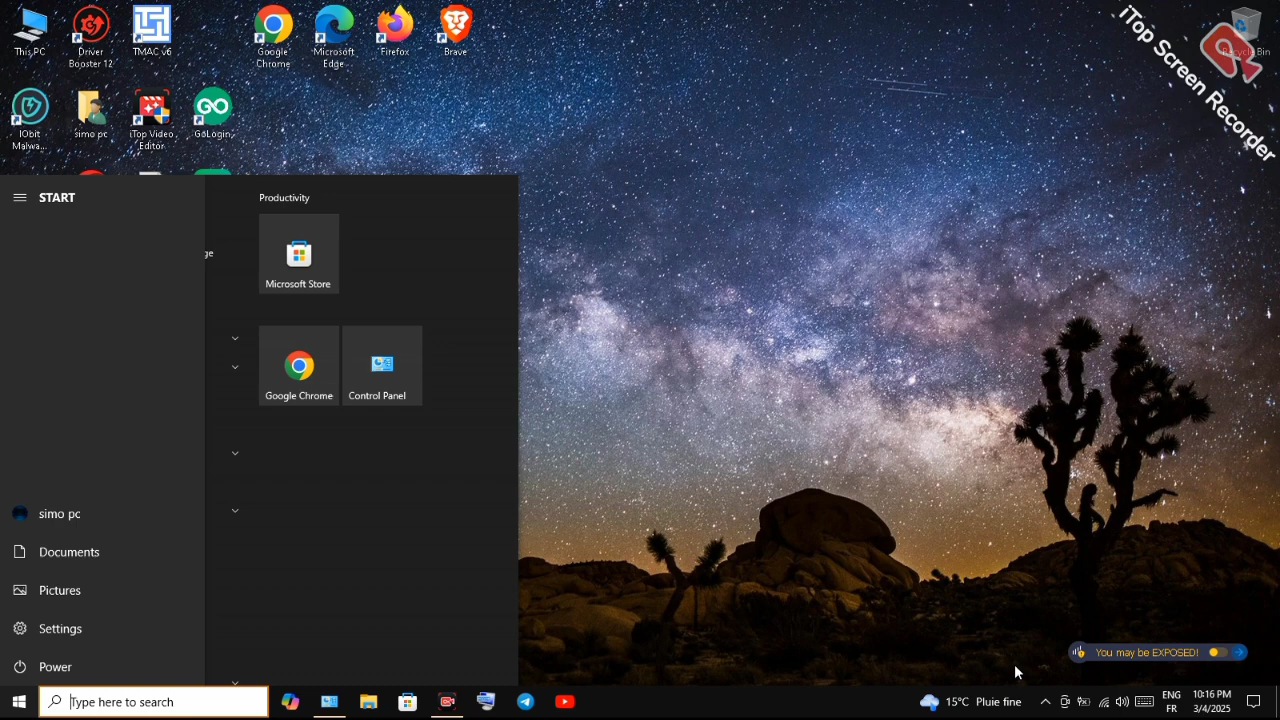 This PC
Driver
Booster 12
TMAC v6
Google
Chrome
Microsoft
Edge
Firefox
Brave
Recycle Bin
iTop Screen Recorder
IObit
Malwa...
simo pc
iTop Video
Editor
GoLogin
START
Productivity
ge
Microsoft Store
Google Chrome
Control Panel
simo pc
Documents
Pictures
Settings
Power
You may be EXPOSED!
Type here to search
15°C Pluie fine
ENG
FR
10:16 PM
3/4/2025